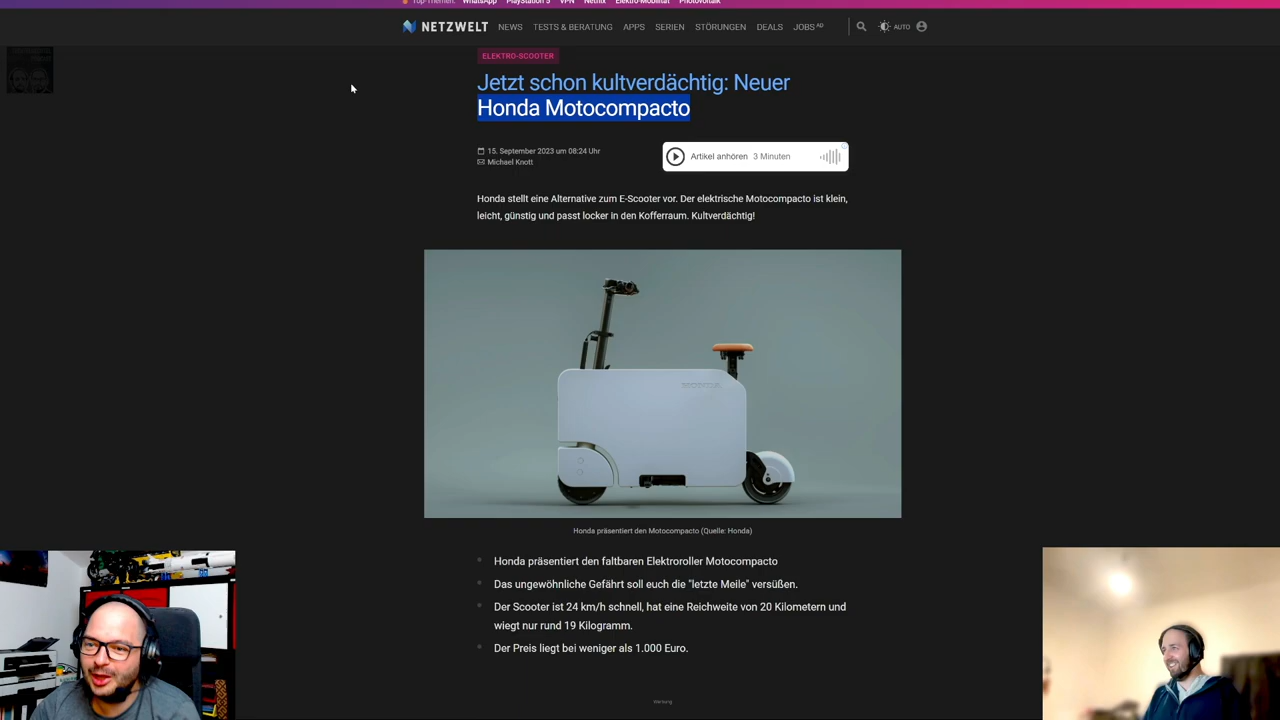 Top-Themen: WhatsApp PlayStation 5 VPN Netflix Elektro-Mobilität Photovoltaik
NETZWELT NEWS TESTS & BERATUNG APPS SERIEN STÖRUNGEN DEALS JOBS AD AUTO
ELEKTRO-SCOOTER
Jetzt schon kultverdächtig: Neuer
Honda Motocompacto
15. September 2023 um 08:24 Uhr
Michael Knott
Artikel anhören 3 Minuten
Honda stellt eine Alternative zum E-Scooter vor. Der elektrische Motocompacto ist klein,
leicht, günstig und passt locker in den Kofferraum. Kultverdächtig!
Honda präsentiert den Motocompacto (Quelle: Honda)
Honda präsentiert den faltbaren Elektroroller Motocompacto
Das ungewöhnliche Gefährt soll euch die "letzte Meile" versüßen.
Der Scooter ist 24 km/h schnell, hat eine Reichweite von 20 Kilometern und
wiegt nur rund 19 Kilogramm.
Der Preis liegt bei weniger als 1.000 Euro.
Werbung